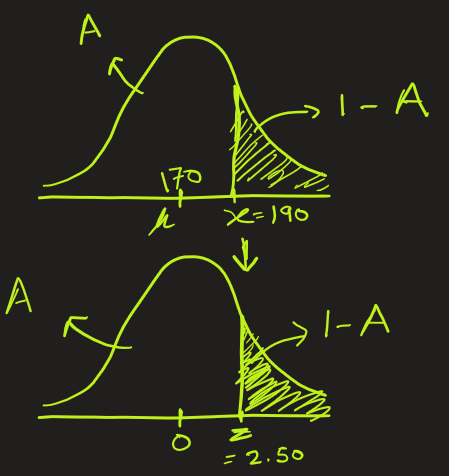 A
1 - A
170
μ
x = 190
A
1 - A
0
z
= 2.50